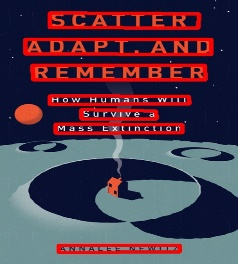 SCATTER
ADAPT, AND
REMEMBER
How Humans Will
Survive a
Mass Extinction
ANNALEE NEWITZ